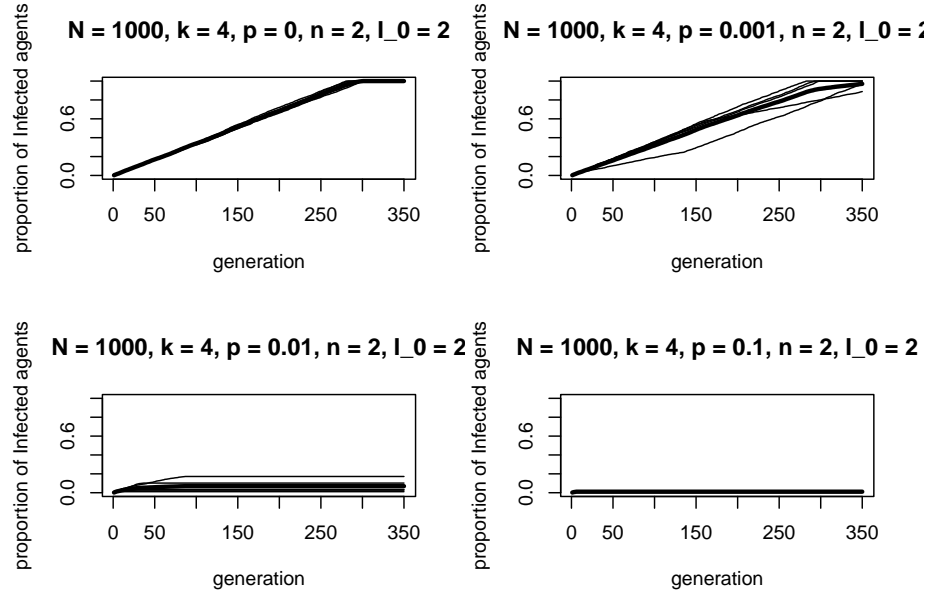 N = 1000, k = 4, p = 0, n = 2, I_0 = 2
proportion of Infected agents
0.0 0.6
0 50 150 250 350
generation
N = 1000, k = 4, p = 0.001, n = 2, I_0 = 2
proportion of Infected agents
0.0 0.6
0 50 150 250 350
generation
N = 1000, k = 4, p = 0.01, n = 2, I_0 = 2
proportion of Infected agents
0.0 0.6
0 50 150 250 350
generation
N = 1000, k = 4, p = 0.1, n = 2, I_0 = 2
proportion of Infected agents
0.0 0.6
0 50 150 250 350
generation